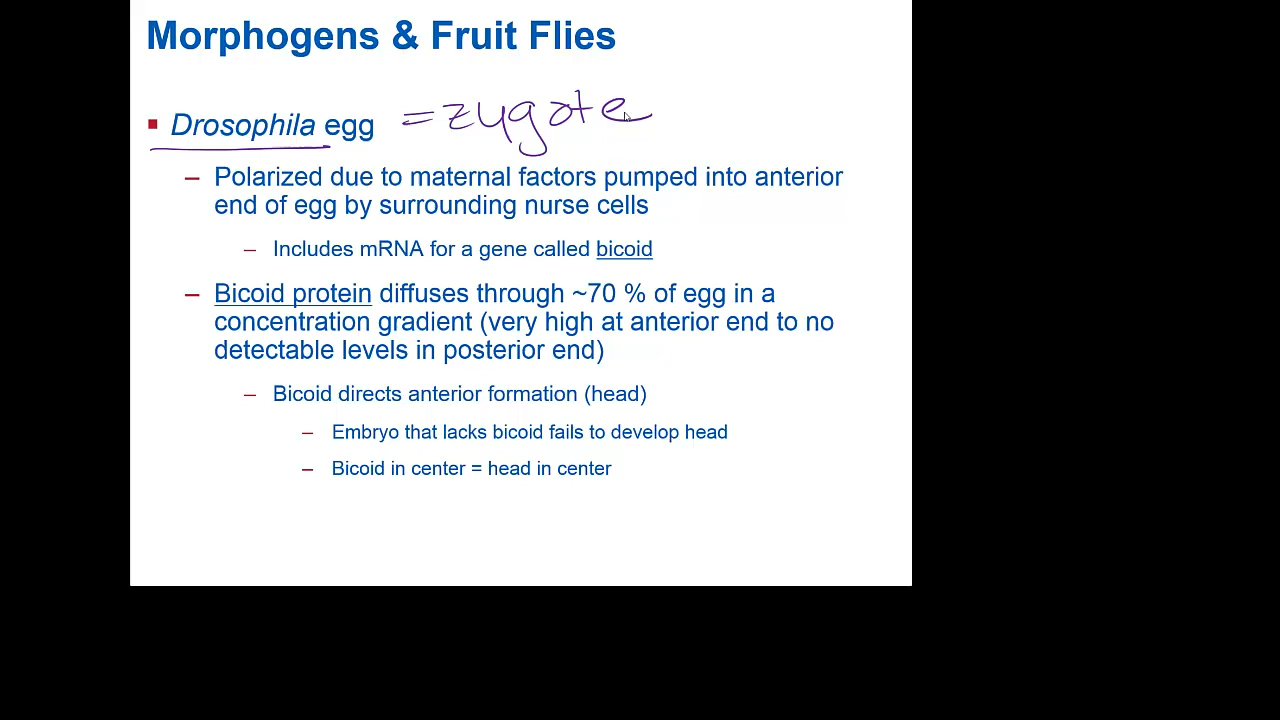 Morphogens & Fruit Flies
▪ Drosophila egg = zygote
– Polarized due to maternal factors pumped into anterior
end of egg by surrounding nurse cells
– Includes mRNA for a gene called bicoid
– Bicoid protein diffuses through ~70 % of egg in a
concentration gradient (very high at anterior end to no
detectable levels in posterior end)
– Bicoid directs anterior formation (head)
– Embryo that lacks bicoid fails to develop head
– Bicoid in center = head in center